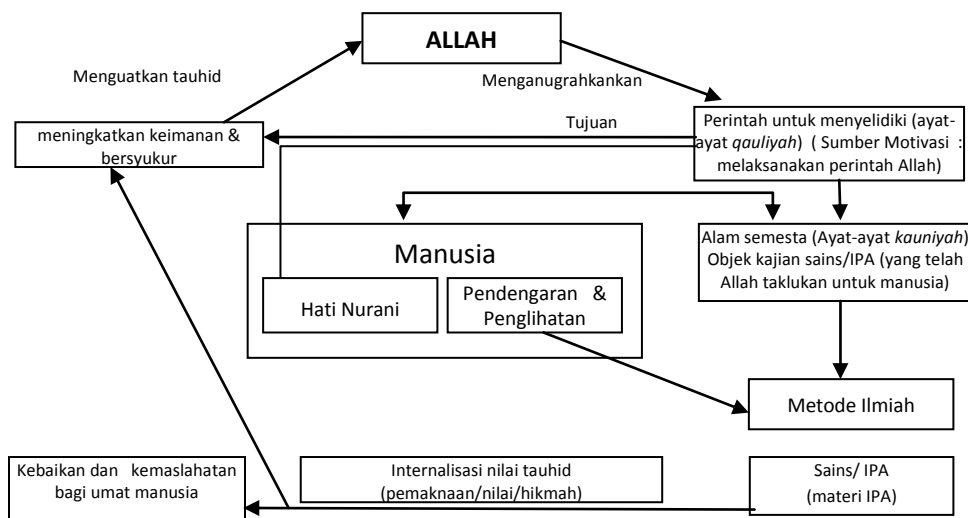 ALLAH
Menguatkan tauhid
Menganugrahkankan
meningkatkan keimanan &
bersyukur
Tujuan
Perintah untuk menyelidiki (ayat-
ayat qauliyah) ( Sumber Motivasi :
melaksanakan perintah Allah)
Manusia
Hati Nurani
Pendengaran &
Penglihatan
Alam semesta (Ayat-ayat kauniyah)
Objek kajian sains/IPA (yang telah
Allah taklukan untuk manusia)
Metode Ilmiah
Kebaikan dan kemaslahatan
bagi umat manusia
Internalisasi nilai tauhid
(pemaknaan/nilai/hikmah)
Sains/ IPA
(materi IPA)